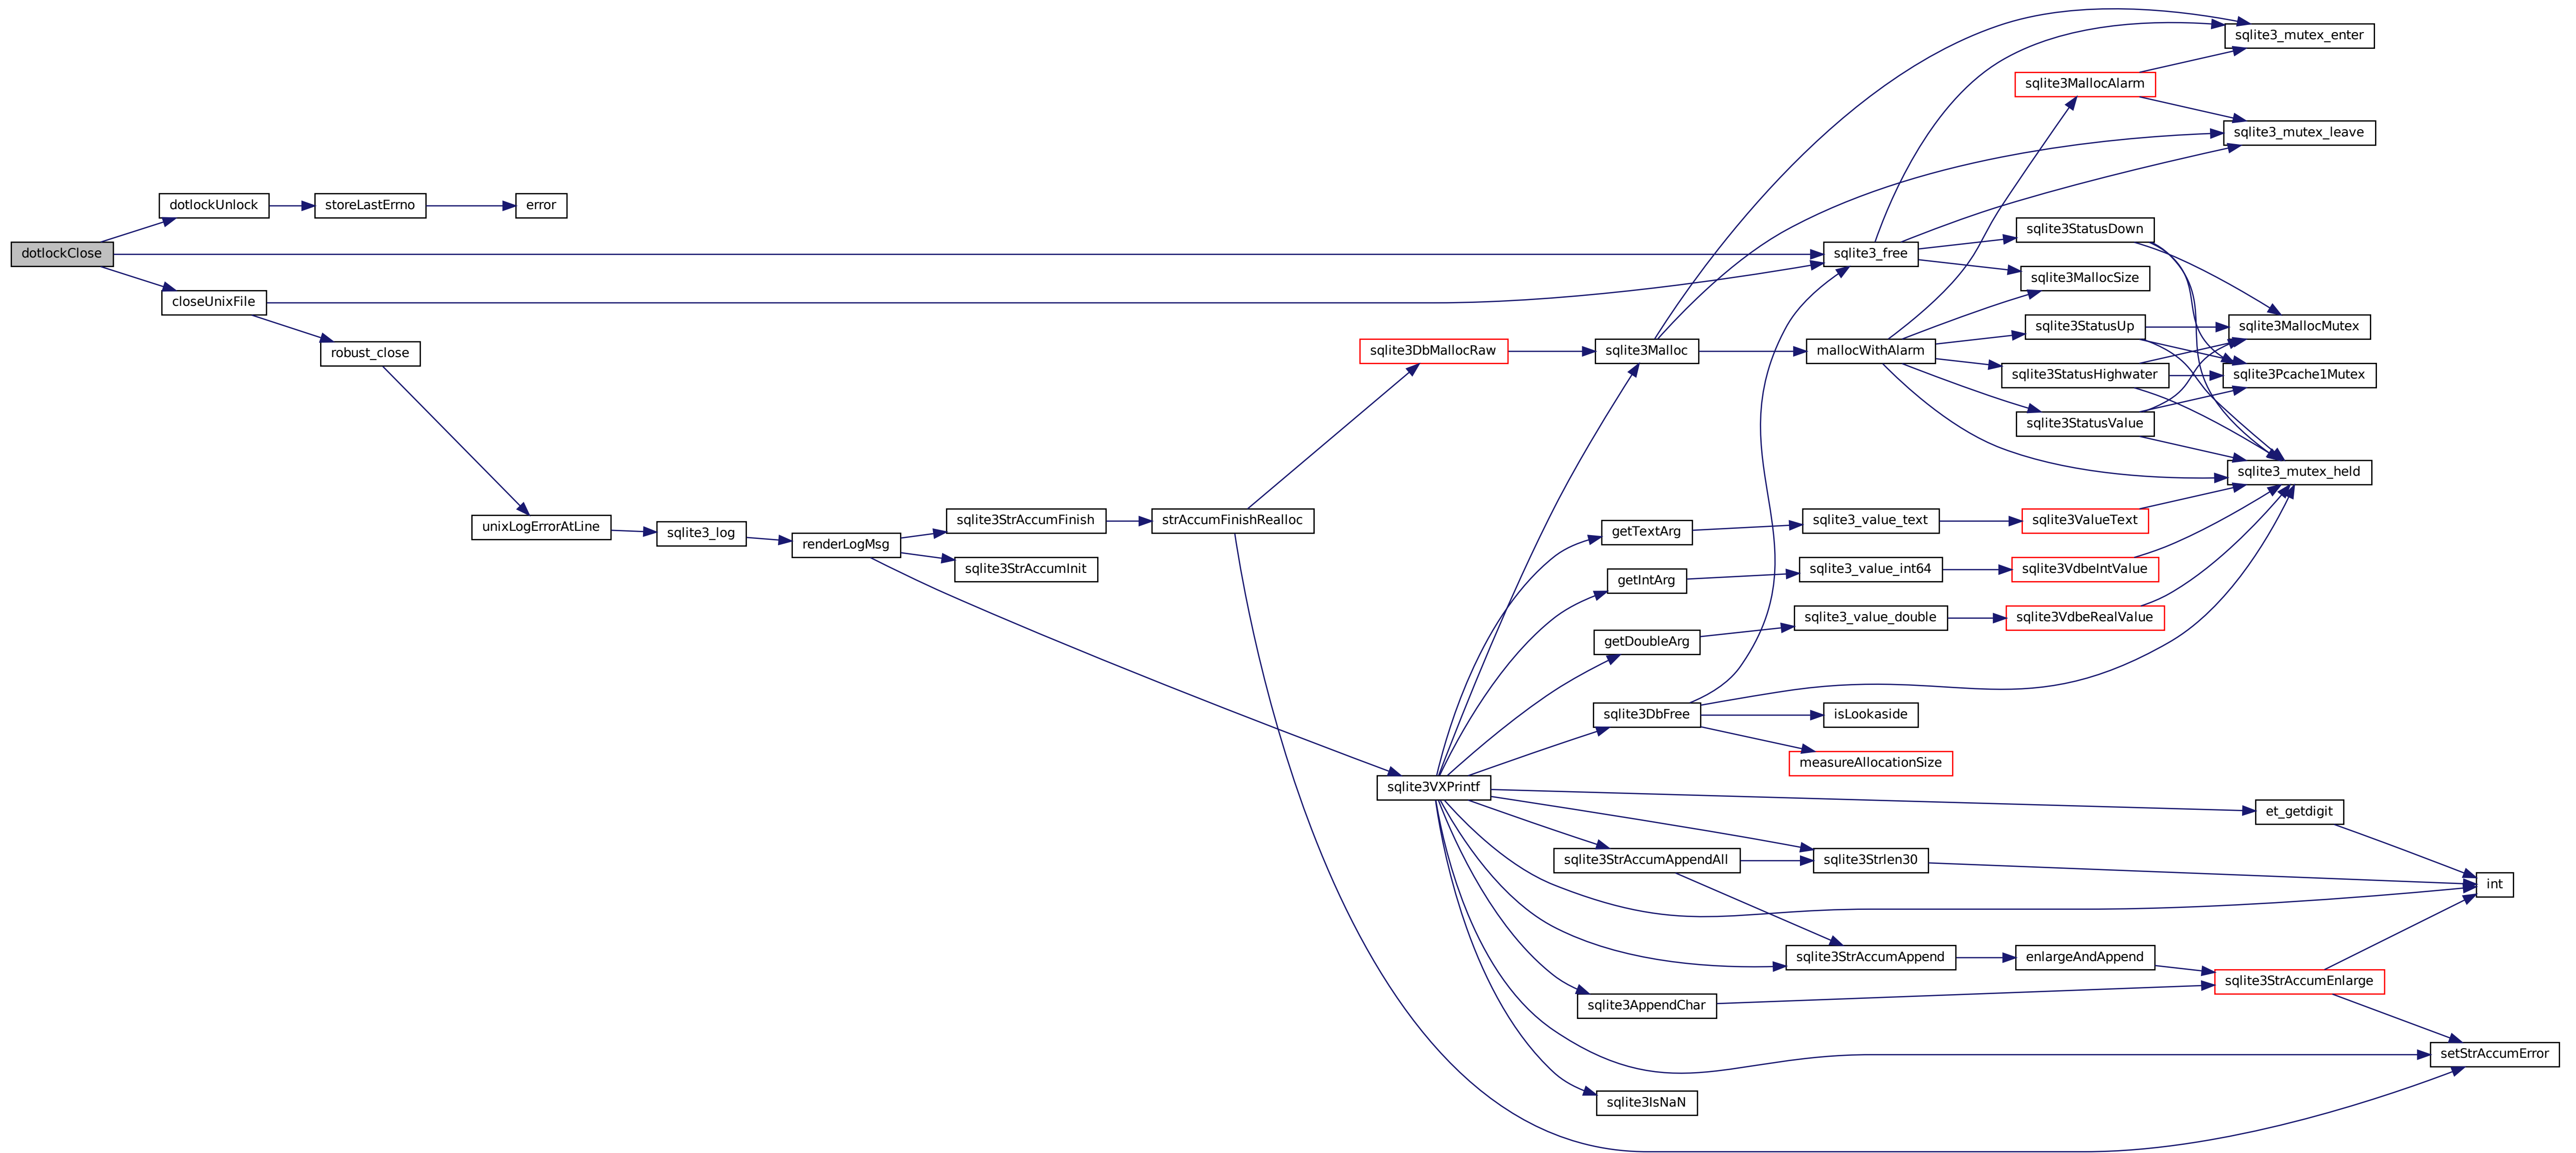 sqlite3_mutex_enter
sqlite3MallocAlarm
sqlite3_mutex_leave
dotlockUnlock
storeLastErrno
error
sqlite3StatusDown
dotlockClose
sqlite3_free
sqlite3MallocSize
closeUnixFile
sqlite3StatusUp
sqlite3MallocMutex
robust_close
sqlite3DbMallocRaw
sqlite3Malloc
mallocWithAlarm
sqlite3StatusHighwater
sqlite3Pcache1Mutex
sqlite3StatusValue
sqlite3_mutex_held
unixLogErrorAtLine
sqlite3_log
renderLogMsg
sqlite3StrAccumFinish
strAccumFinishRealloc
getTextArg
sqlite3_value_text
sqlite3ValueText
sqlite3StrAccumInit
getIntArg
sqlite3_value_int64
sqlite3VdbeIntValue
getDoubleArg
sqlite3_value_double
sqlite3VdbeRealValue
sqlite3DbFree
isLookaside
measureAllocationSize
sqlite3VXPrintf
et_getdigit
sqlite3StrAccumAppendAll
sqlite3Strlen30
int
sqlite3StrAccumAppend
enlargeAndAppend
sqlite3StrAccumEnlarge
sqlite3AppendChar
setStrAccumError
sqlite3IsNaN